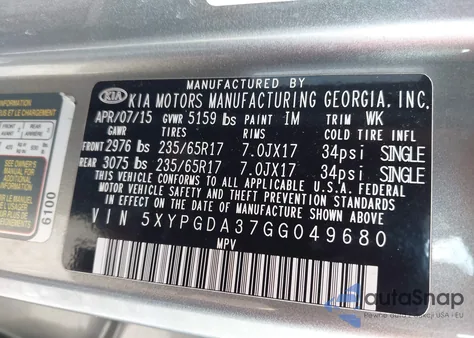 MANUFACTURED BY
KIA KIA MOTORS MANUFACTURING GEORGIA, INC.
APR/07/15 GVWR 5159 lbs PAINT IM TRIM WK
GAWR TIRES RIMS COLD TIRE INFL
FRONT 2976 lbs 235/65R17 7.0JX17 34psi SINGLE
REAR 3075 lbs 235/65R17 7.0JX17 34psi SINGLE
THIS VEHICLE CONFORMS TO ALL APPLICABLE U.S.A. FEDERAL
MOTOR VEHICLE SAFETY, BUMPER, AND THEFT PREVENTION STANDARDS
IN EFFECT ON THE DATE OF MANUFACTURE SHOWN ABOVE.
VIN 5XYPGDA37GG049680
MPV
6100
autoSnap